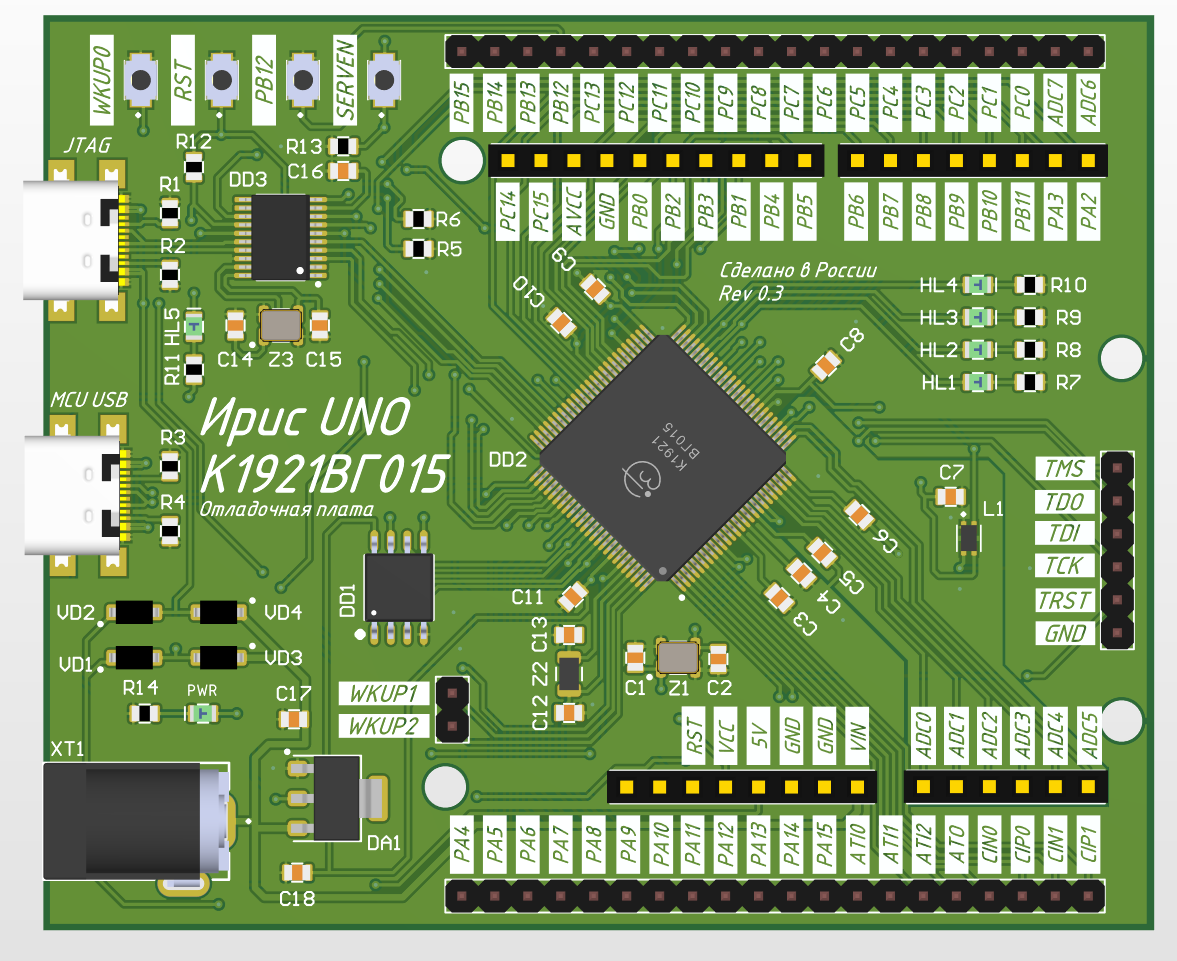 WKUP0
RST
PB12
SERVEN
PB15
PB14
PB13
PB12
PC13
PC12
PC11
PC10
PC9
PC8
PC7
PC6
PC5
PC4
PC3
PC2
PC1
PC0
ADC7
ADC6
JTAG
R12
R13
C16
R1
DD3
R2
R6
R5
PC14
PC15
AVCC
GND
PB0
PB2
PB3
PB1
PB4
PB5
PB6
PB7
PB8
PB9
PB10
PB11
PA3
PA2
C9
C10
Сделано в России
Rev 0.3
HL4
R10
HL3
R9
HL2
R8
HL1
R7
HL5
R11
C14
Z3
C15
C8
MCU USB
Ирис UNO
К1921ВГ015
Отладочная плата
R3
R4
DD2
К1921
ВГ015
C7
L1
TMS
TDO
TDI
TCK
TRST
GND
C6
C5
C4
C3
DD1
C11
C13
Z2
C12
C1
Z1
C2
VD2
VD4
VD1
VD3
R14
PWR
C17
WKUP1
WKUP2
RST
VCC
5V
GND
GND
VIN
ADC0
ADC1
ADC2
ADC3
ADC4
ADC5
XT1
DA1
C18
PA4
PA5
PA6
PA7
PA8
PA9
PA10
PA11
PA12
PA13
PA14
PA15
ATI0
ATI1
ATI2
ATO
CIN0
CIP0
CIN1
CIP1